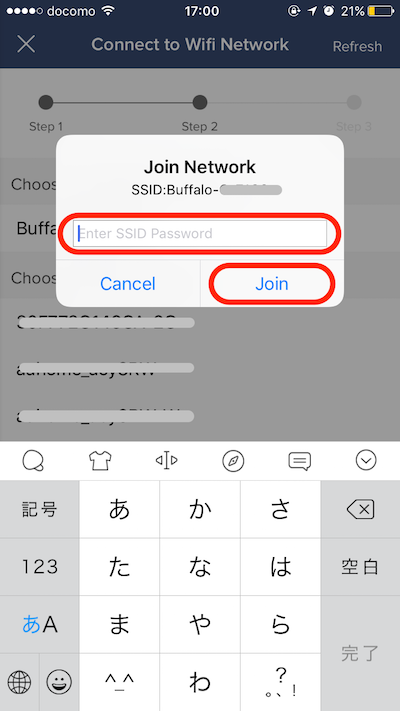 docomo 17:00 21%
Connect to Wifi Network Refresh
Step 1 Step 2 Step 3
Choos
Buffa
Choos
Join Network
SSID:Buffalo-
Enter SSID Password
Cancel Join
記号 あ か さ
123 た な は 空白
あA ま や ら 完了
^_^ わ ?
。、!